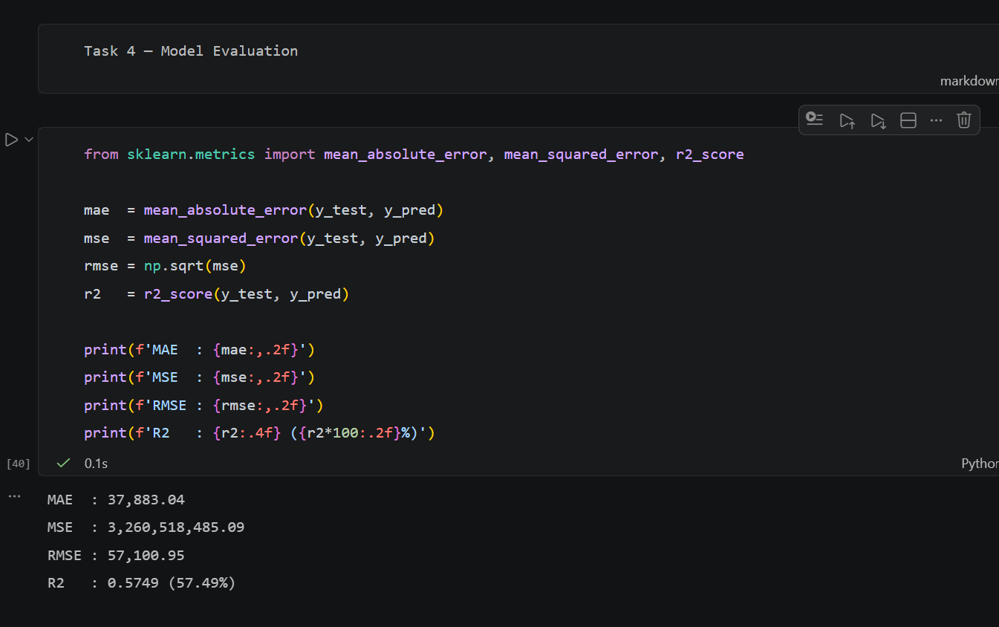 Task 4 — Model Evaluation
markdown
from sklearn.metrics import mean_absolute_error, mean_squared_error, r2_score
mae  = mean_absolute_error(y_test, y_pred)
mse  = mean_squared_error(y_test, y_pred)
rmse = np.sqrt(mse)
r2   = r2_score(y_test, y_pred)
print(f'MAE  : {mae:,.2f}')
print(f'MSE  : {mse:,.2f}')
print(f'RMSE : {rmse:,.2f}')
print(f'R2   : {r2:.4f} ({r2*100:.2f}%)')
[40]
0.1s
Python
MAE  : 37,883.04
MSE  : 3,260,518,485.09
RMSE : 57,100.95
R2   : 0.5749 (57.49%)